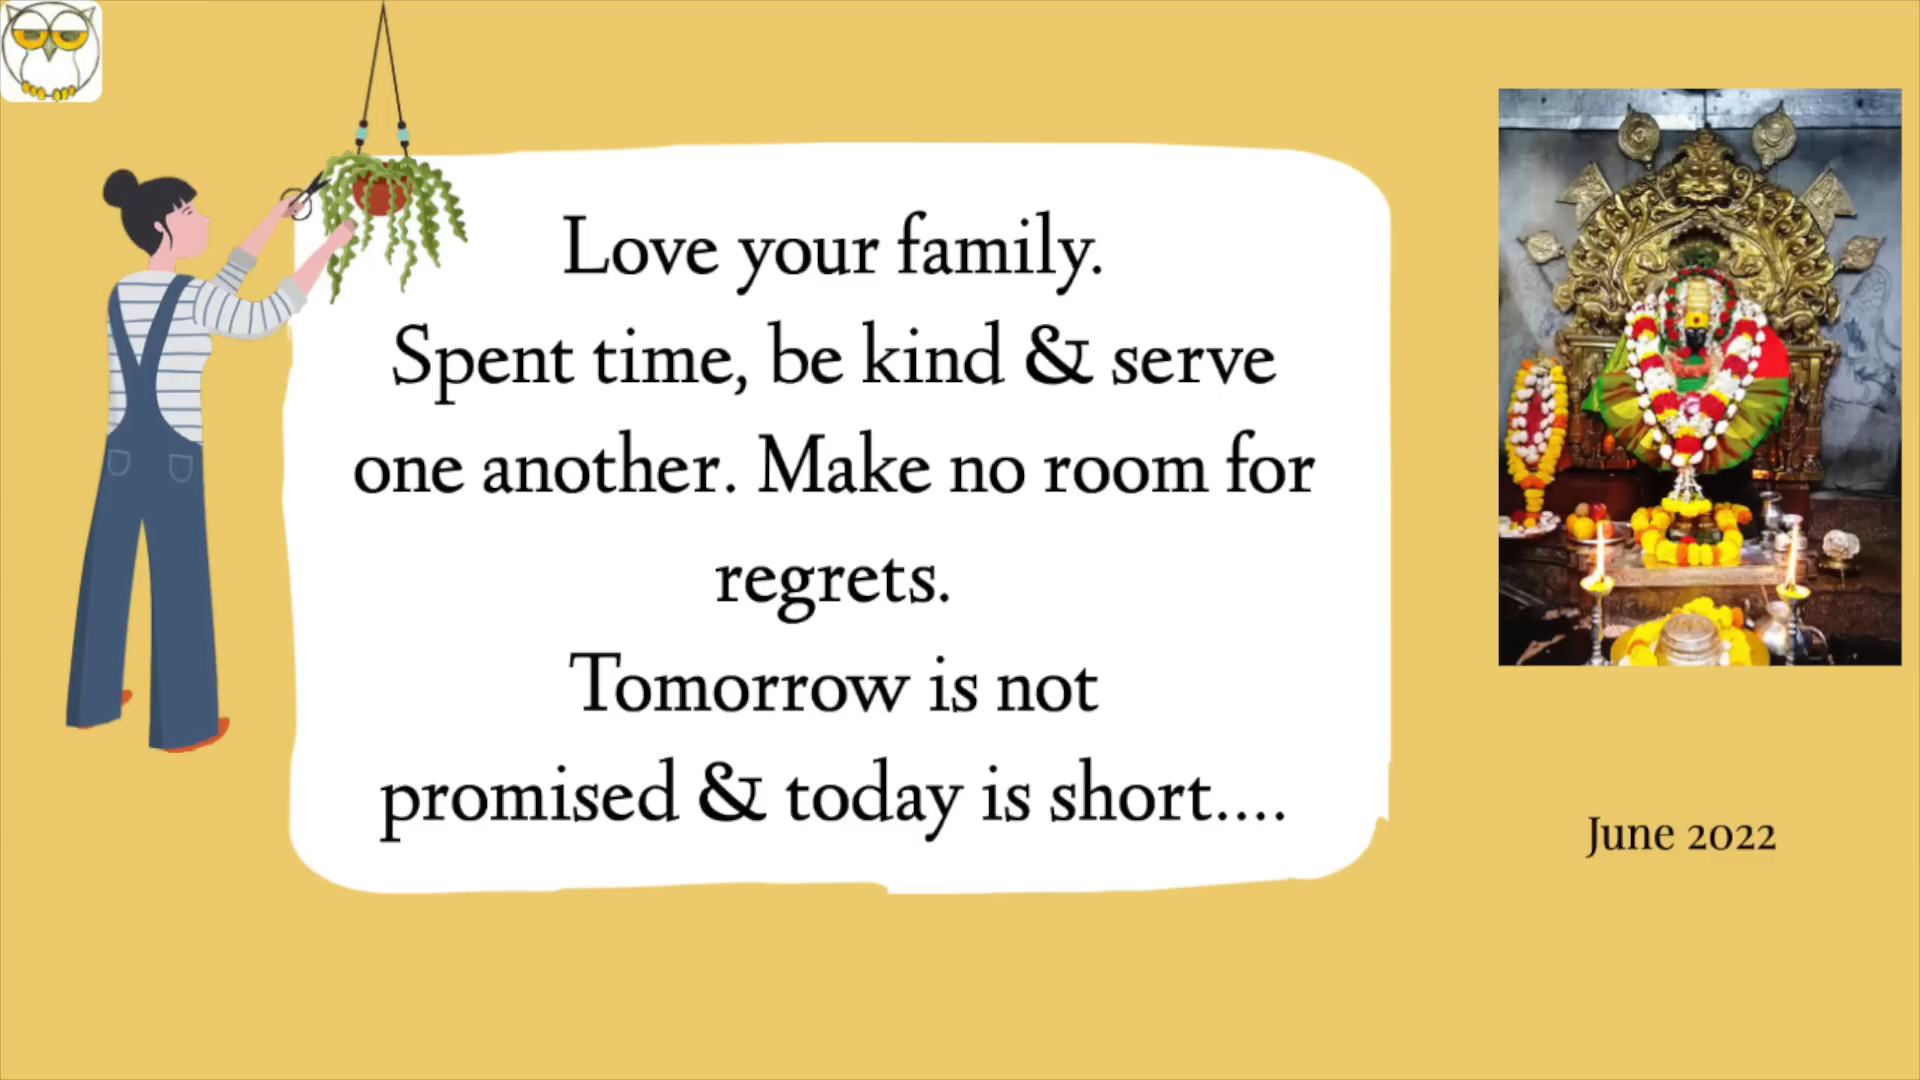 Love your family.
Spent time, be kind & serve
one another. Make no room for
regrets.
Tomorrow is not
promised & today is short....
June 2022